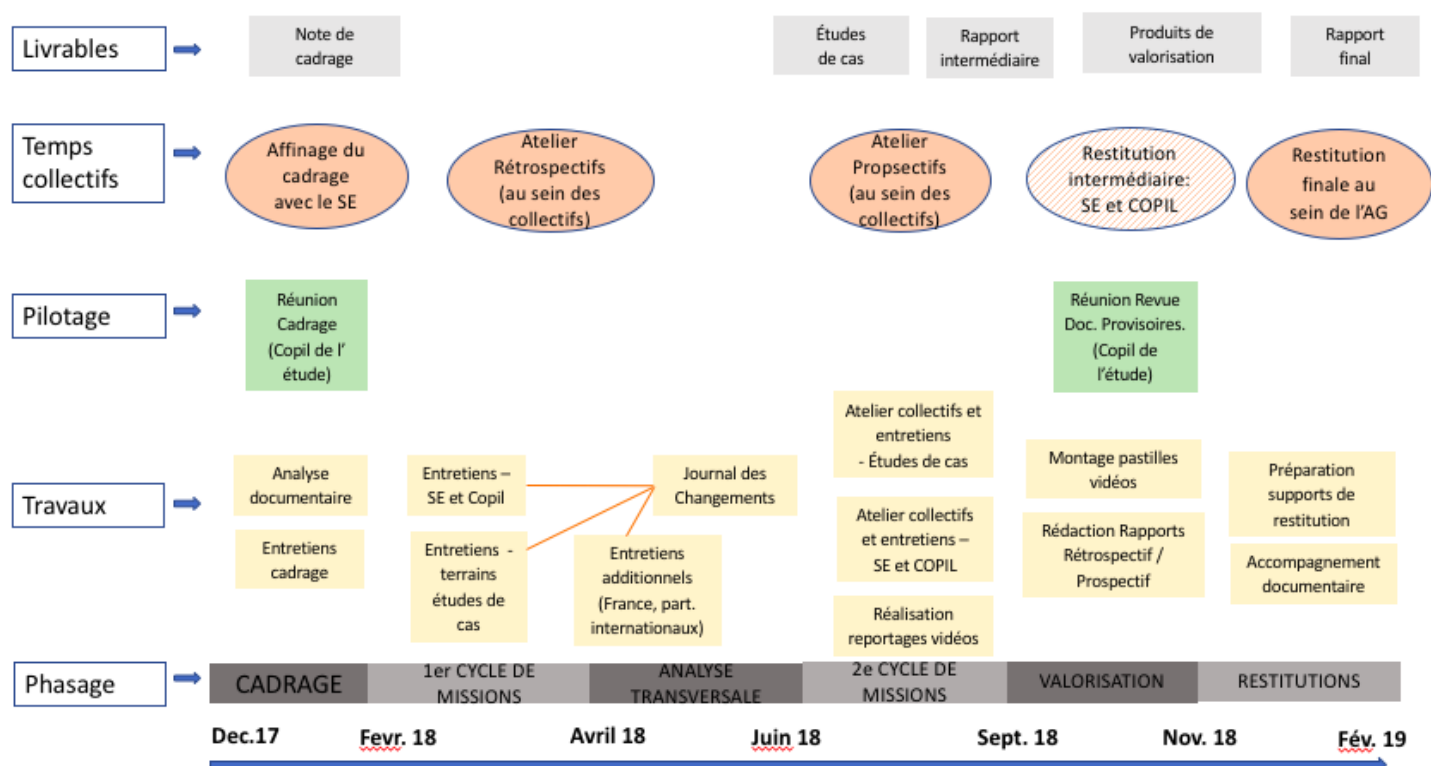 Livrables
Note de
cadrage
Études
de cas
Rapport
intermédiaire
Produits de
valorisation
Rapport
final
Temps
collectifs
Affinage du
cadrage
avec le SE
Atelier
Rétrospectifs
(au sein des
collectifs)
Atelier
Propsectifs
(au sein des
collectifs)
Restitution
intermédiaire:
SE et COPIL
Restitution
finale au
sein de l'AG
Pilotage
Réunion
Cadrage
(Copil de l'
étude)
Réunion Revue
Doc. Provisoires.
(Copil de
l'étude)
Travaux
Analyse
documentaire
Entretiens
cadrage
Entretiens –
SE et Copil
Entretiens -
terrains
études de
cas
Journal des
Changements
Entretiens
additionnels
(France, part.
internationaux)
Atelier collectifs et
entretiens
- Études de cas
Atelier collectifs
et entretiens –
SE et COPIL
Réalisation
reportages vidéos
Montage pastilles
vidéos
Rédaction Rapports
Rétrospectif /
Prospectif
Préparation
supports de
restitution
Accompagnement
documentaire
Phasage
CADRAGE
1er CYCLE DE
MISSIONS
ANALYSE
TRANSVERSALE
2e CYCLE DE
MISSIONS
VALORISATION
RESTITUTIONS
Dec.17
Fevr. 18
Avril 18
Juin 18
Sept. 18
Nov. 18
Fév. 19